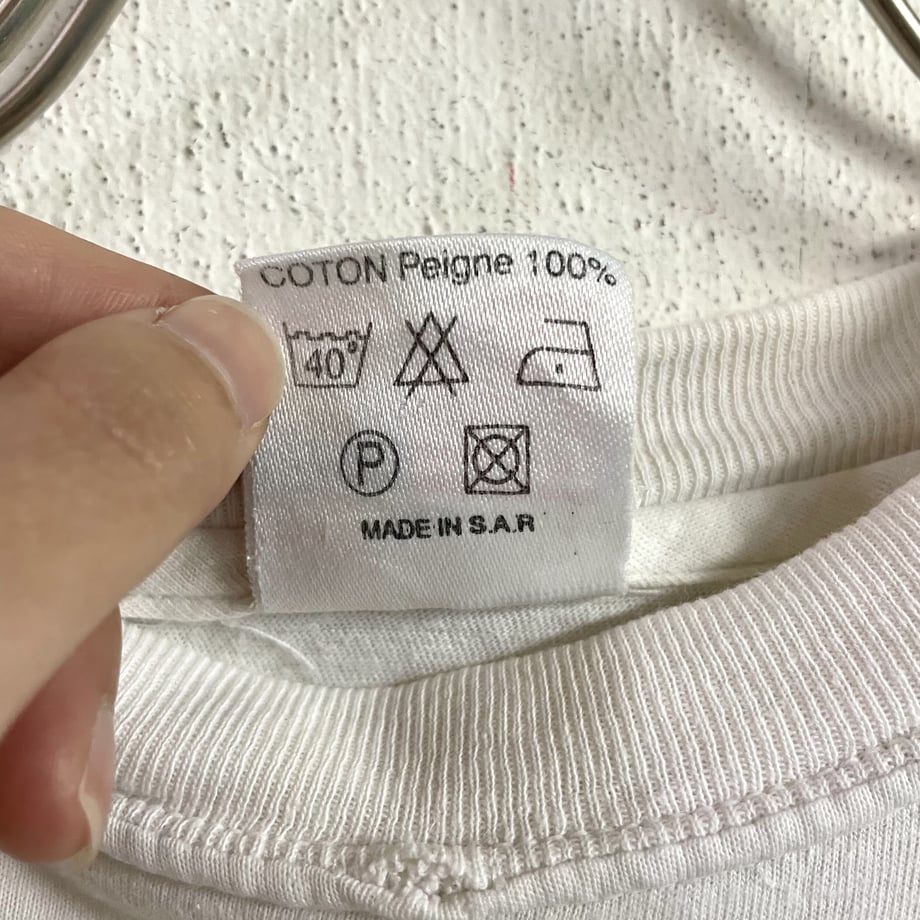 COTON Peigne 100%
40°
P
MADE IN S.A.R